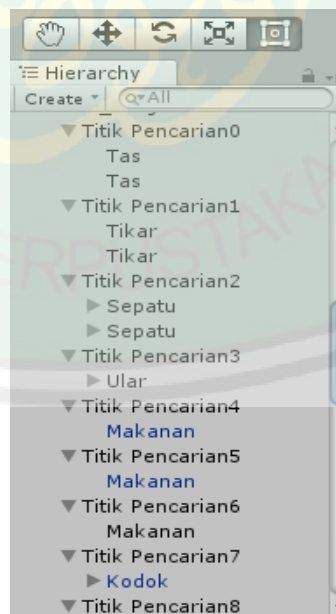 Hierarchy
Create
All
Titik Pencarian0
Tas
Tas
Titik Pencarian1
Tikar
Tikar
Titik Pencarian2
Sepatu
Sepatu
Titik Pencarian3
Ular
Titik Pencarian4
Makanan
Titik Pencarian5
Makanan
Titik Pencarian6
Makanan
Titik Pencarian7
Kodok
Titik Pencarian8